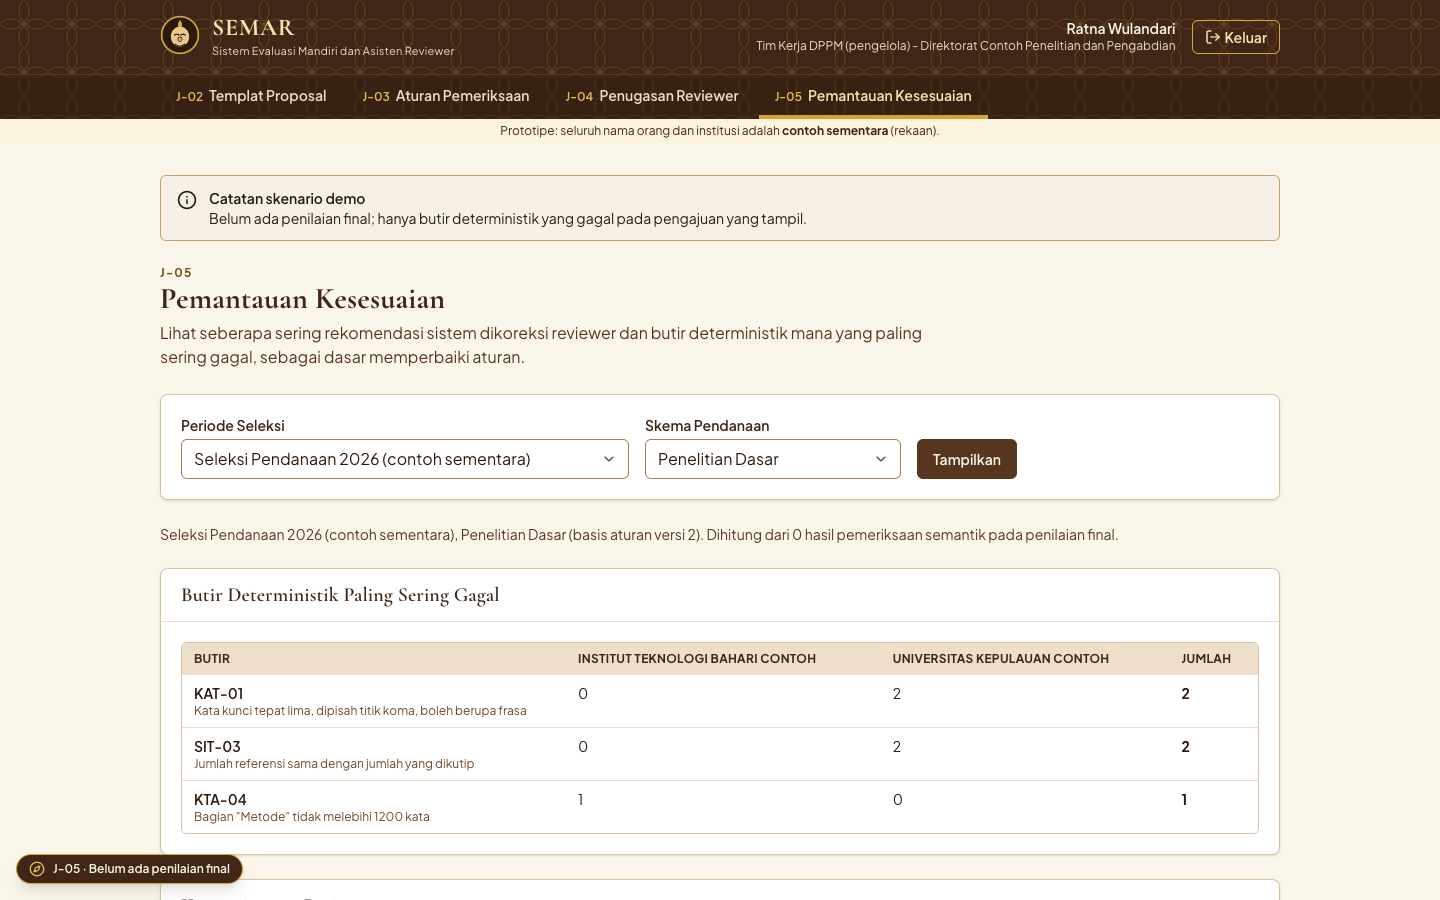 SEMAR
Sistem Evaluasi Mandiri dan Asisten Reviewer
Ratna Wulandari
Tim Kerja DPPM (pengelola) - Direktorat Contoh Penelitian dan Pengabdian
Keluar
J-02 Templat Proposal
J-03 Aturan Pemeriksaan
J-04 Penugasan Reviewer
J-05 Pemantauan Kesesuaian
Prototipe: seluruh nama orang dan institusi adalah contoh sementara (rekaan).
Catatan skenario demo
Belum ada penilaian final; hanya butir deterministik yang gagal pada pengajuan yang tampil.
J-05
Pemantauan Kesesuaian
Lihat seberapa sering rekomendasi sistem dikoreksi reviewer dan butir deterministik mana yang paling
sering gagal, sebagai dasar memperbaiki aturan.
Periode Seleksi
Seleksi Pendanaan 2026 (contoh sementara)
Skema Pendanaan
Penelitian Dasar
Tampilkan
Seleksi Pendanaan 2026 (contoh sementara), Penelitian Dasar (basis aturan versi 2). Dihitung dari 0 hasil pemeriksaan semantik pada penilaian final.
Butir Deterministik Paling Sering Gagal
BUTIR INSTITUT TEKNOLOGI BAHARI CONTOH UNIVERSITAS KEPULAUAN CONTOH JUMLAH
KAT-01 0 2 2
Kata kunci tepat lima, dipisah titik koma, boleh berupa frasa
SIT-03 0 2 2
Jumlah referensi sama dengan jumlah yang dikutip
KTA-04 1 0 1
Bagian "Metode" tidak melebihi 1200 kata
J-05 · Belum ada penilaian final